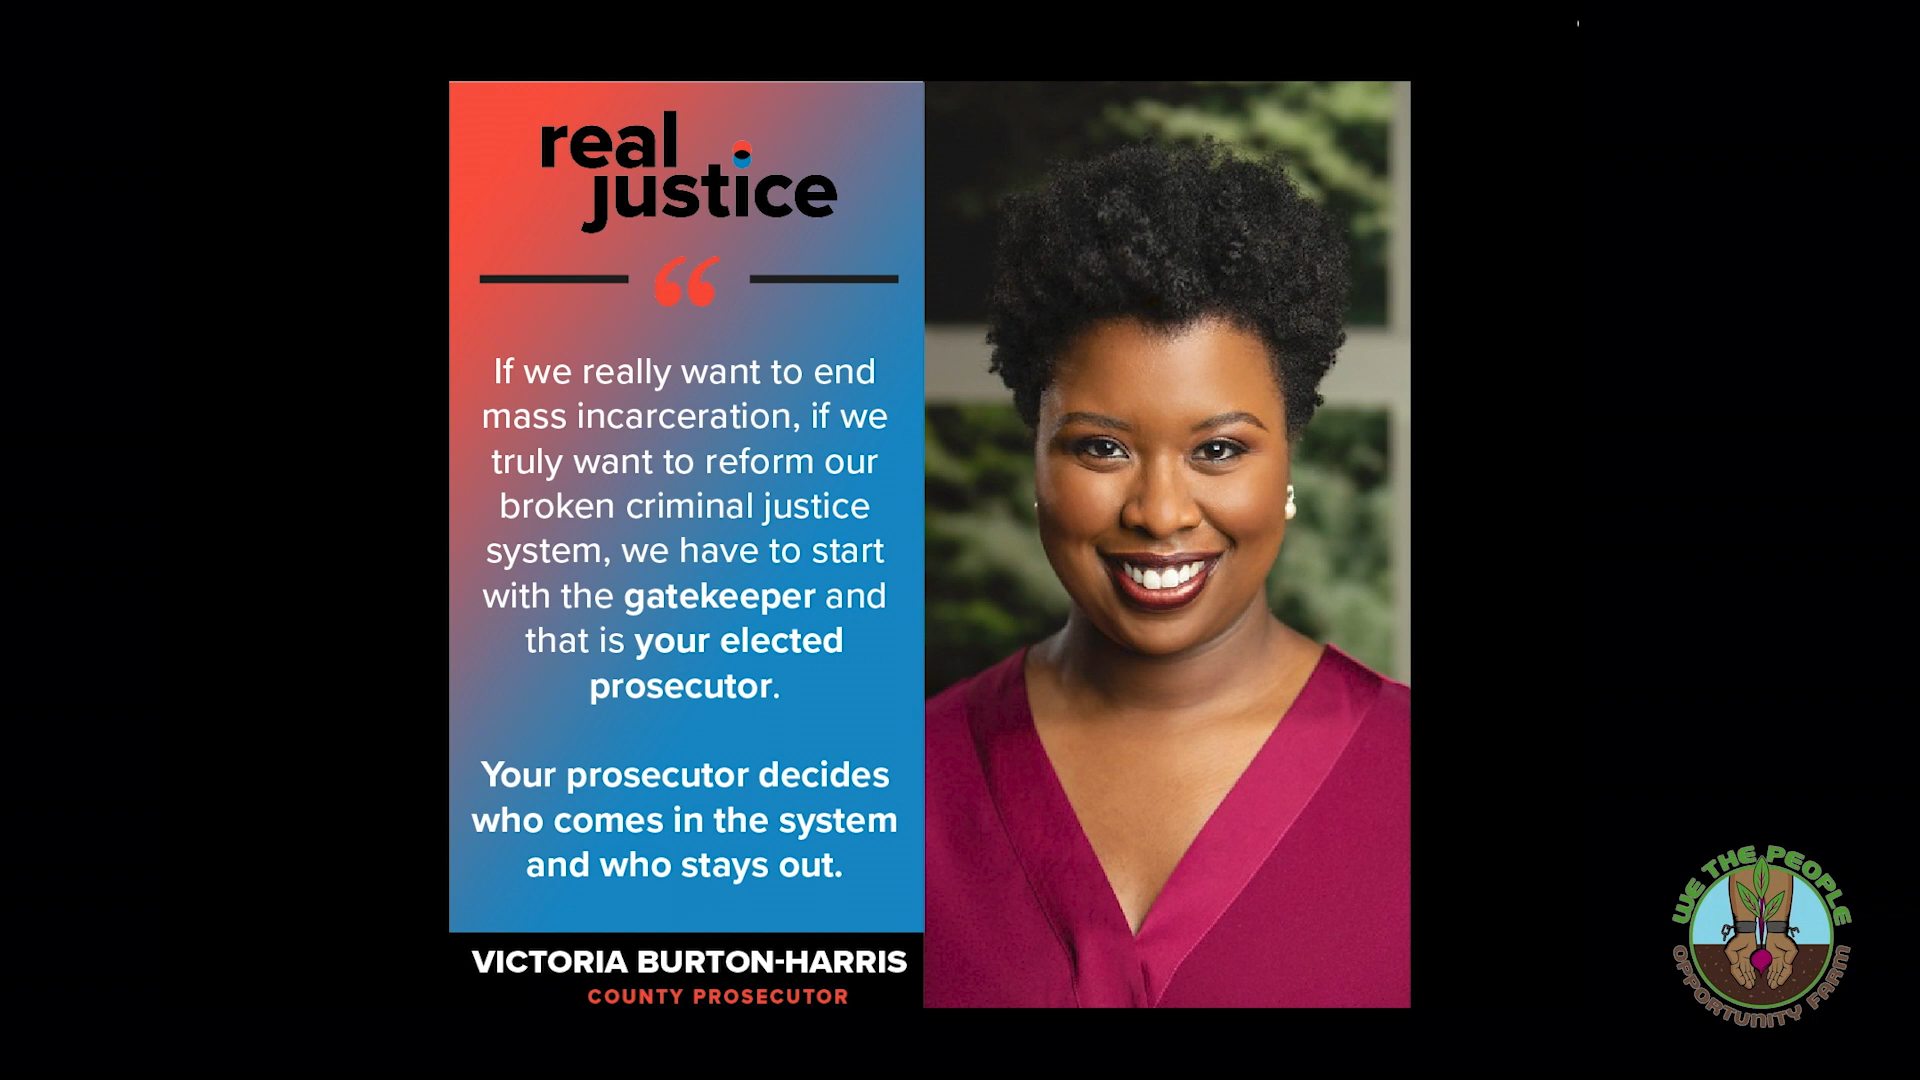 real
justice
“
If we really want to end
mass incarceration, if we
truly want to reform our
broken criminal justice
system, we have to start
with the gatekeeper and
that is your elected
prosecutor.
Your prosecutor decides
who comes in the system
and who stays out.
VICTORIA BURTON-HARRIS
COUNTY PROSECUTOR
WE THE PEOPLE
OPPORTUNITY FARM